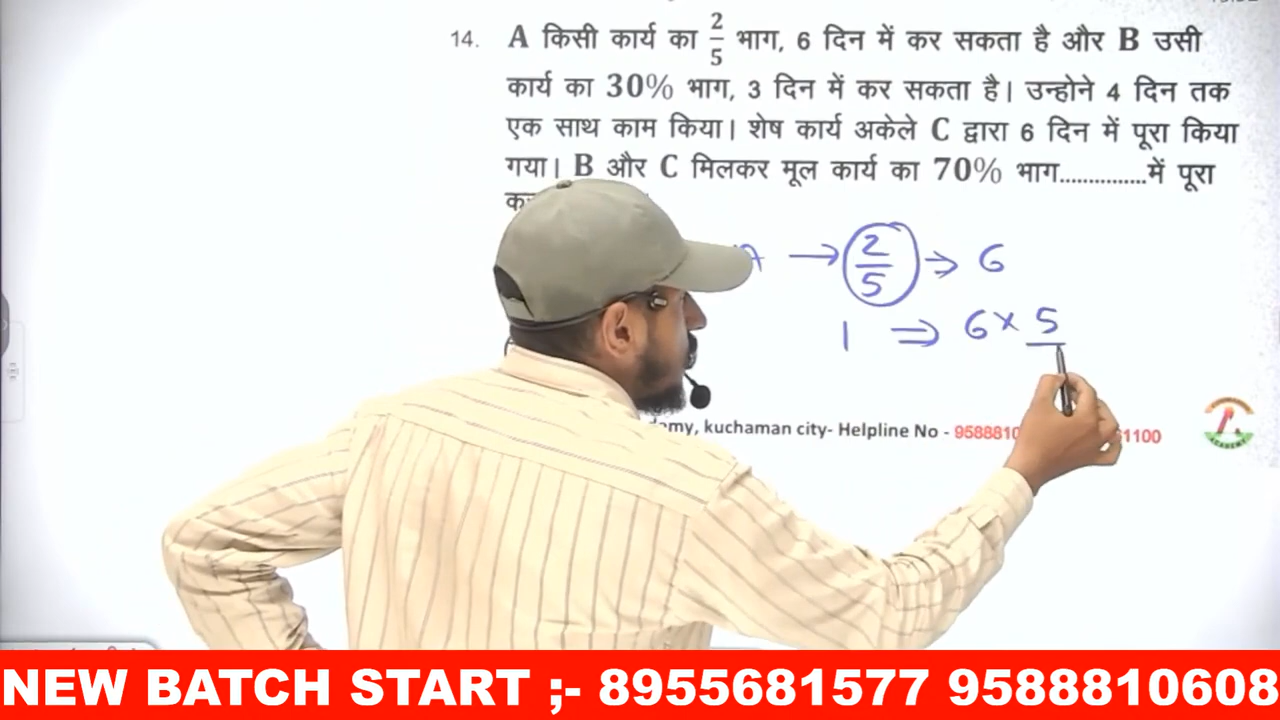 14. A किसी कार्य का 2/5 भाग, 6 दिन में कर सकता है और B उसी
कार्य का 30% भाग, 3 दिन में कर सकता है। उन्होने 4 दिन तक
एक साथ काम किया। शेष कार्य अकेले C द्वारा 6 दिन में पूरा किया
गया। B और C मिलकर मूल कार्य का 70% भाग...............में पूरा
A → 2/5 ⇒ 6
1 ⇒ 6 × 5
kuchaman city- Helpline No - 958881
1100
ACADEMY
NEW BATCH START ;- 8955681577 9588810608